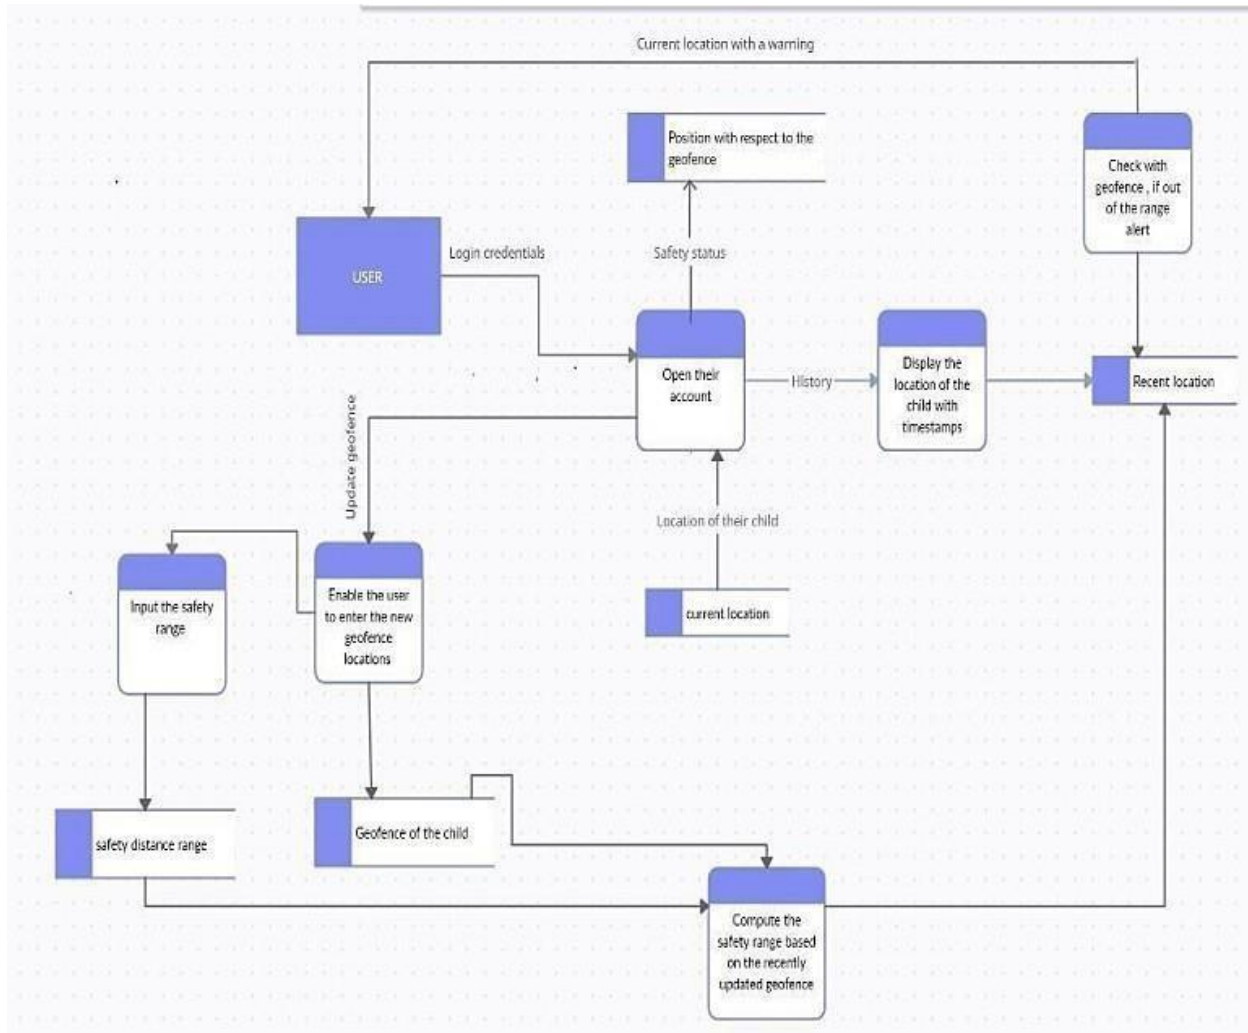 Current location with a warning
Position with respect to the
geofence
Check with
geofence , if out
of the range
alert
Login credentials
USER
Safety status
Open their
account
History
Display the
location of the
child with
timestamps
Recent location
Update geofence
Location of their child
Input the safety
range
Enable the user
to enter the new
geofence
locations
current location
safety distance range
Geofence of the child
Compute the
safety range based
on the recently
updated geofence